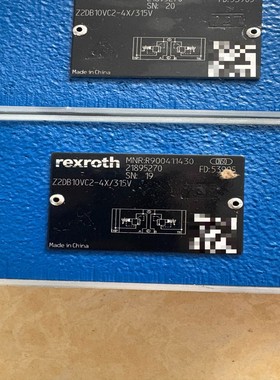 SN: 20
Z2DB10VC2-4X/315V
Made in China
rexroth
MNR:R900411430
21895270
FD:53905
SN: 19
Z2DB10VC2-4X/315V
Made in China